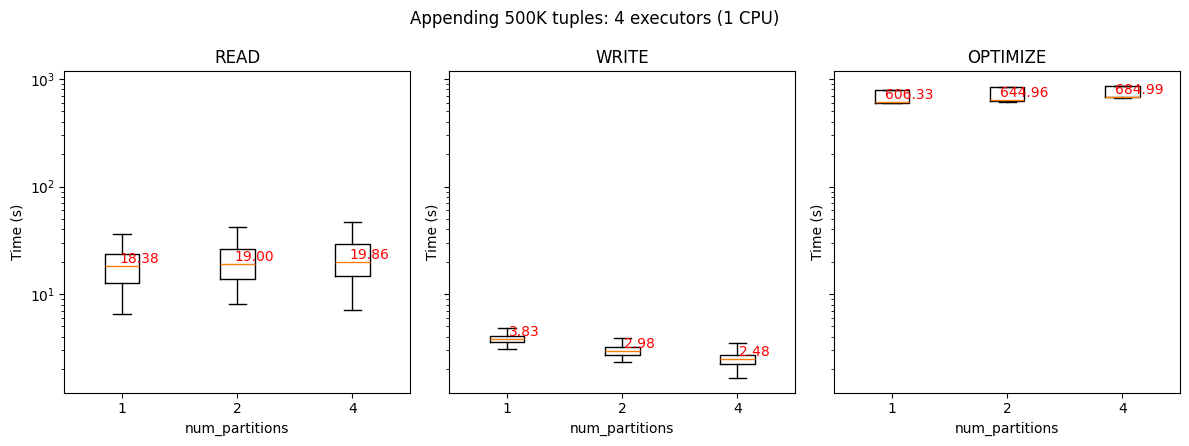 Appending 500K tuples: 4 executors (1 CPU)
READ
WRITE
OPTIMIZE
Time (s)
10³
10²
10¹
18.38
19.00
19.86
1
2
4
num_partitions
Time (s)
3.83
2.98
2.48
1
2
4
num_partitions
Time (s)
606.33
644.96
684.99
1
2
4
num_partitions